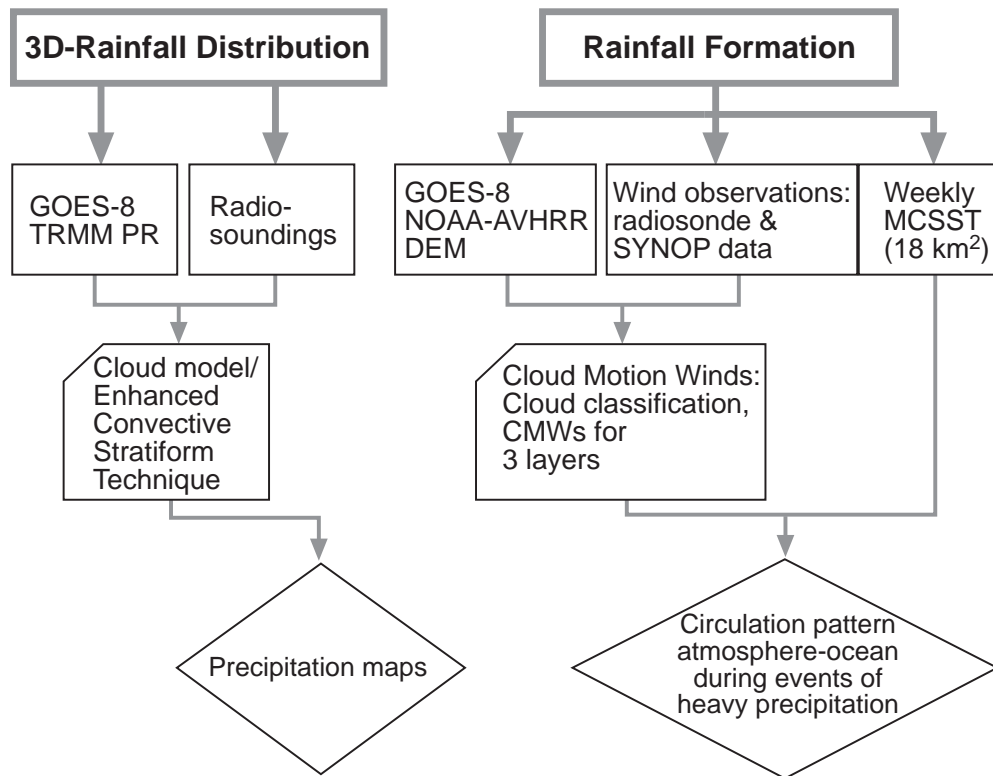 3D-Rainfall Distribution
Rainfall Formation
GOES-8
TRMM PR
Radio-
soundings
GOES-8
NOAA-AVHRR
DEM
Wind observations:
radiosonde &
SYNOP data
Weekly
MCSST
(18 km²)
Cloud model/
Enhanced
Convective
Stratiform
Technique
Cloud Motion Winds:
Cloud classification,
CMWs for
3 layers
Precipitation maps
Circulation pattern
atmosphere-ocean
during events of
heavy precipitation